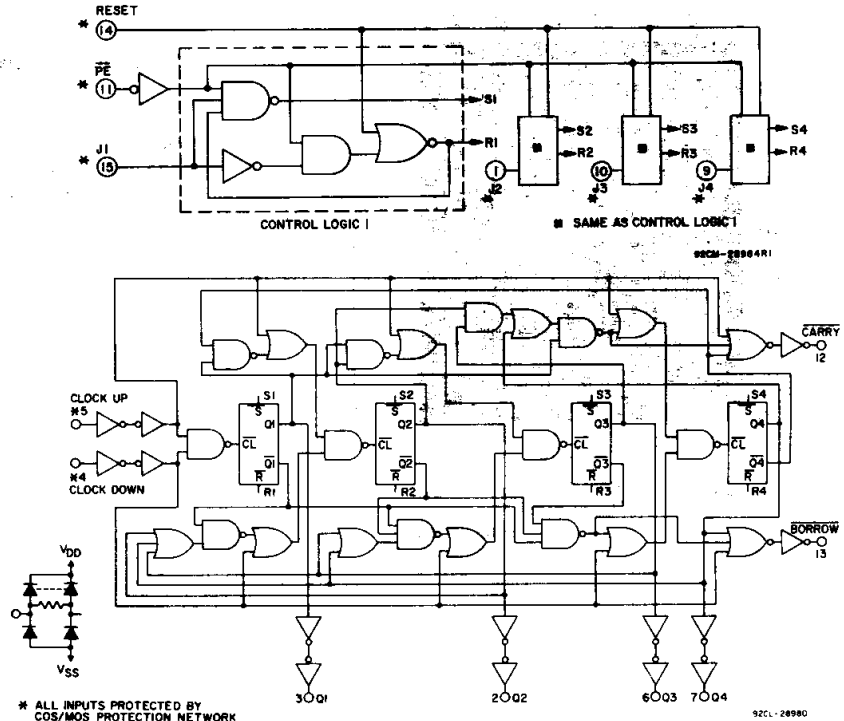 RESET
* 14
PE
* 11
J1
* 15
S1
R1
CONTROL LOGIC 1
S2
R2
1
J2
*
S3
R3
10
J3
*
S4
R4
9
J4
*
■ SAME AS CONTROL LOGIC 1
92CM-28984R1
CARRY
12
CLOCK UP
*5
*4
CLOCK DOWN
S1
S
Q1
CL
Q1
R
R1
S2
S
Q2
CL
Q2
R
R2
S3
S
Q3
CL
Q3
R
R3
S4
S
Q4
CL
Q4
R
R4
BORROW
13
VDD
VSS
3 Q1
2 Q2
6 Q3
7 Q4
* ALL INPUTS PROTECTED BY
COS/MOS PROTECTION NETWORK
92CL-28980